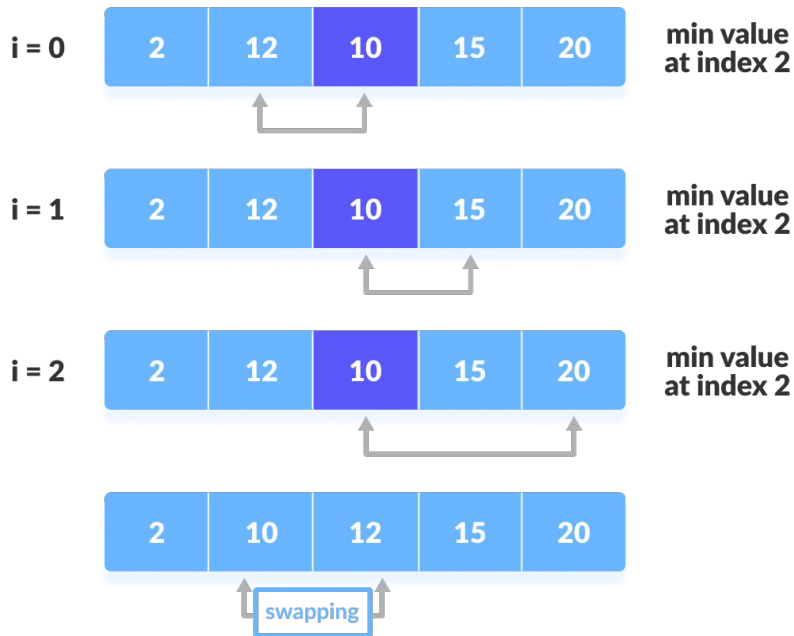 i = 0 2 12 10 15 20 min value
at index 2
i = 1 2 12 10 15 20 min value
at index 2
i = 2 2 12 10 15 20 min value
at index 2
2 10 12 15 20
swapping